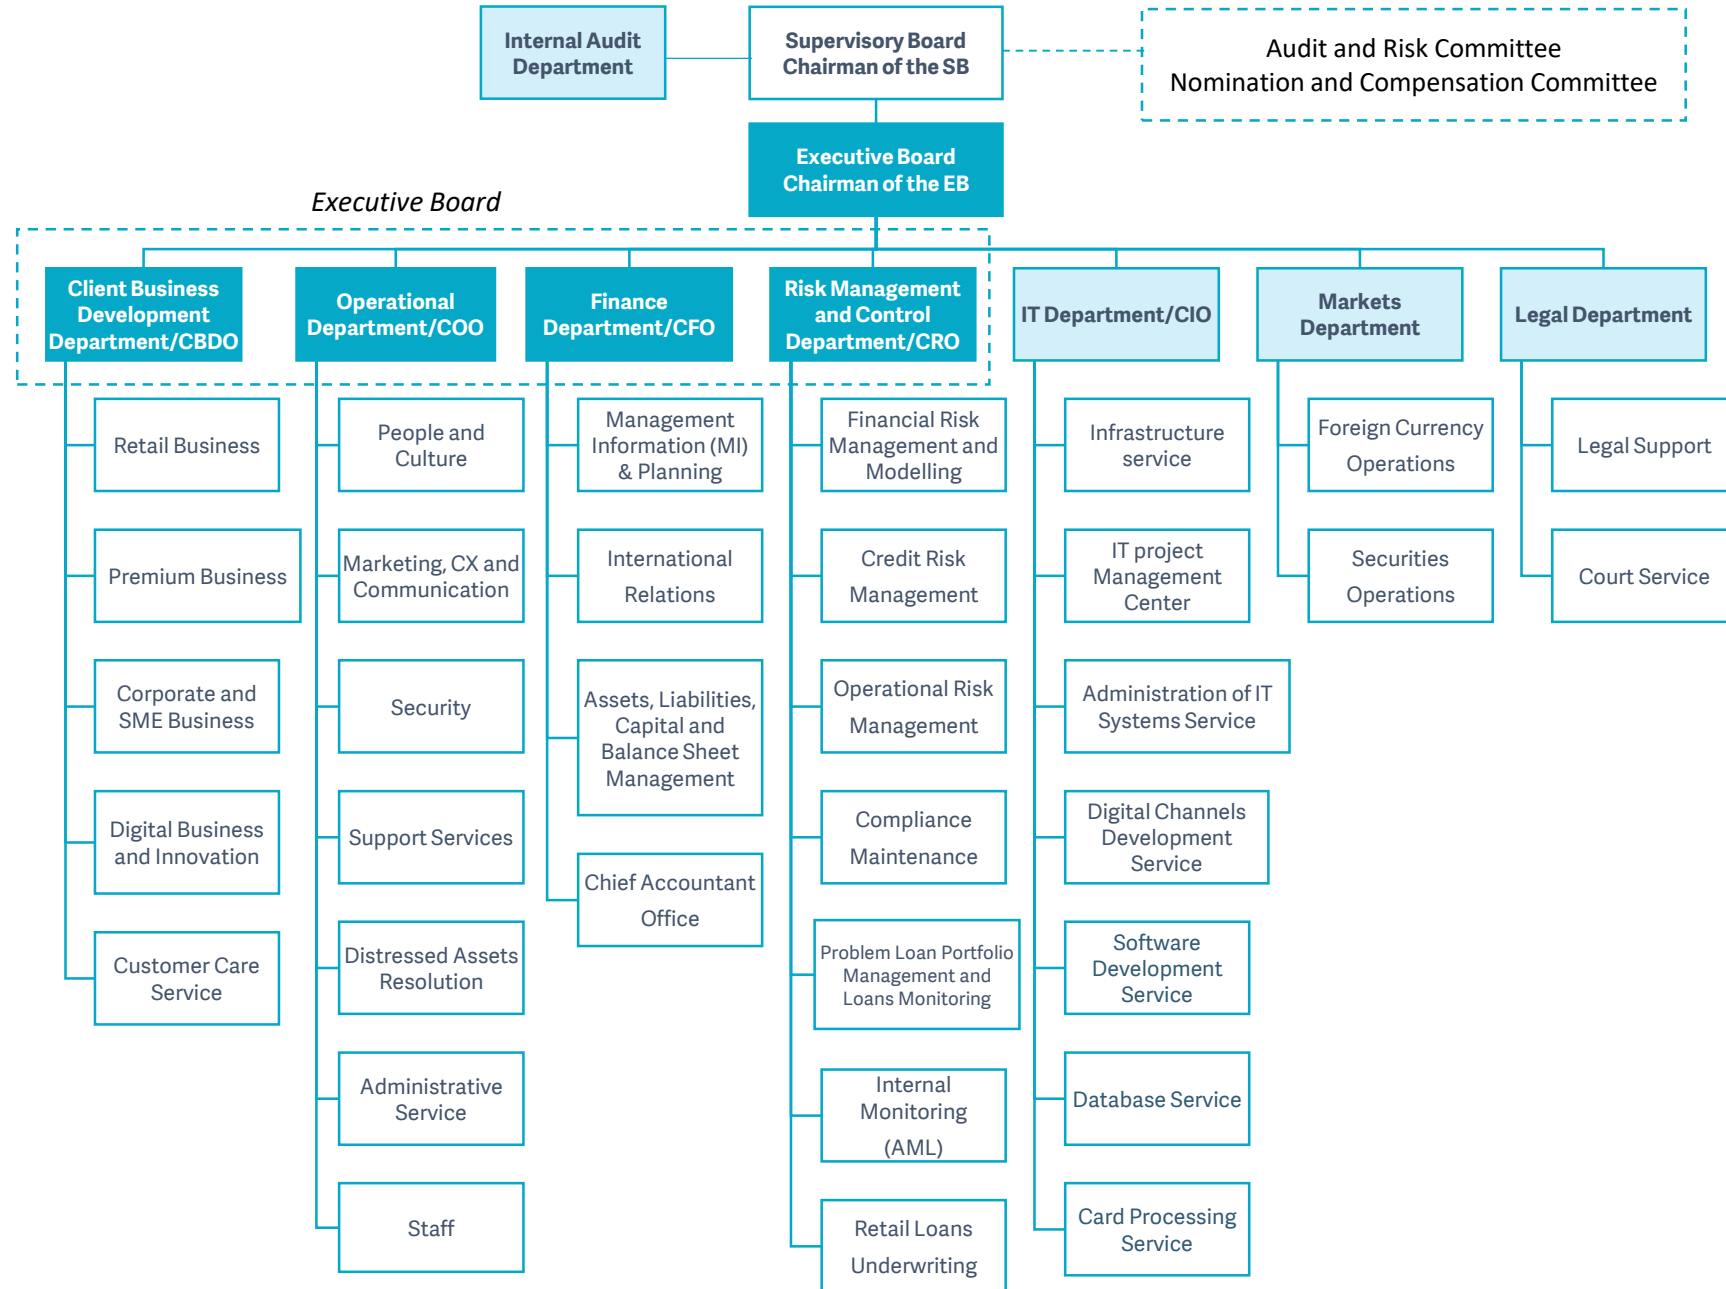 Internal Audit
Department
Supervisory Board
Chairman of the SB
Audit and Risk Committee
Nomination and Compensation Committee
Executive Board
Chairman of the EB
Executive Board
Client Business
Development
Department/CBDO
Operational
Department/COO
Finance
Department/CFO
Risk Management
and Control
Department/CRO
IT Department/CIO
Markets
Department
Legal Department
Retail Business
Premium Business
Corporate and
SME Business
Digital Business
and Innovation
Customer Care
Service
People and
Culture
Marketing, CX and
Communication
Security
Support Services
Distressed Assets
Resolution
Administrative
Service
Staff
Management
Information (MI)
& Planning
International
Relations
Assets, Liabilities,
Capital and
Balance Sheet
Management
Chief Accountant
Office
Financial Risk
Management and
Modelling
Credit Risk
Management
Operational Risk
Management
Compliance
Maintenance
Problem Loan Portfolio
Management and
Loans Monitoring
Internal
Monitoring
(AML)
Retail Loans
Underwriting
Infrastructure
service
IT project
Management
Center
Administration of IT
Systems Service
Digital Channels
Development
Service
Software
Development
Service
Database Service
Card Processing
Service
Foreign Currency
Operations
Securities
Operations
Legal Support
Court Service